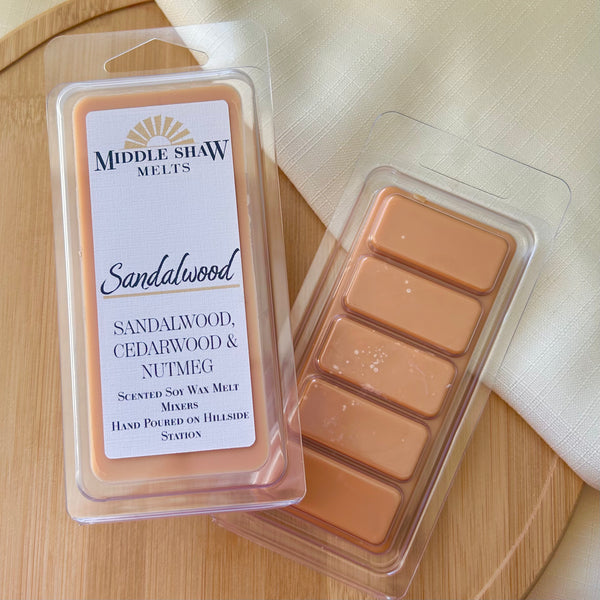 MIDDLE SHAW
MELTS
Sandalwood
SANDALWOOD,
CEDARWOOD &
NUTMEG
SCENTED SOY WAX MELT
MIXERS
HAND POURED ON HILLSIDE
STATION